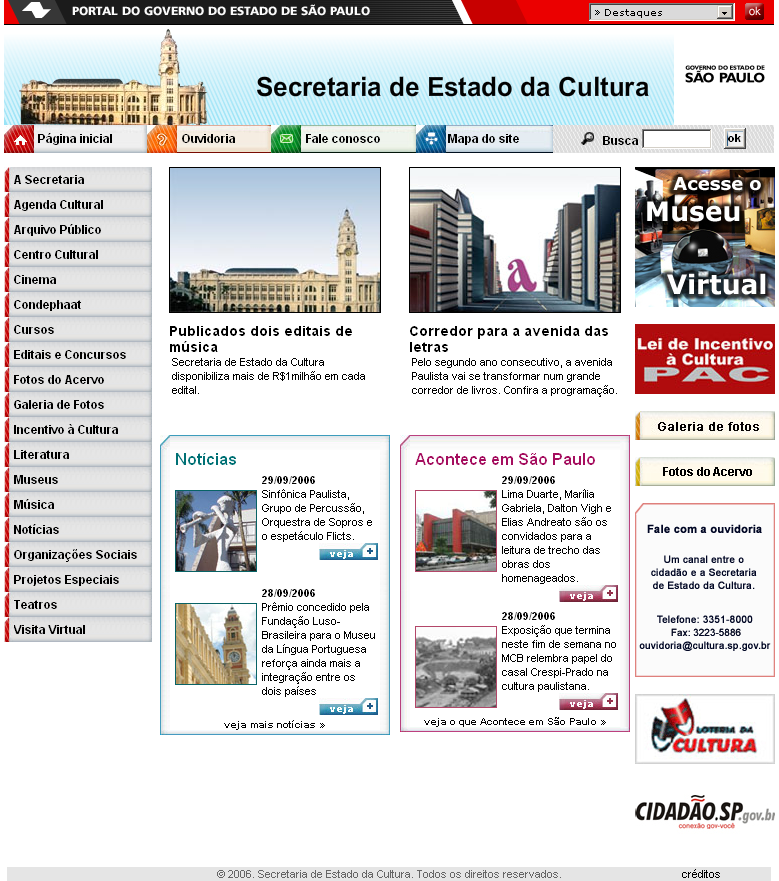 PORTAL DO GOVERNO DO ESTADO DE SÃO PAULO
» Destaques
ok
Secretaria de Estado da Cultura
GOVERNO DO ESTADO DE
SÃO PAULO
Página inicial
Ouvidoria
Fale conosco
Mapa do site
Busca
ok
A Secretaria
Agenda Cultural
Arquivo Público
Centro Cultural
Cinema
Condephaat
Cursos
Editais e Concursos
Fotos do Acervo
Galeria de Fotos
Incentivo à Cultura
Literatura
Museus
Música
Notícias
Organizações Sociais
Projetos Especiais
Teatros
Visita Virtual
Publicados dois editais de
música
Secretaria de Estado da Cultura
disponibiliza mais de R$1milhão em cada
edital.
a
Corredor para a avenida das
letras
Pelo segundo ano consecutivo, a avenida
Paulista vai se transformar num grande
corredor de livros. Confira a programação.
Notícias
29/09/2006
Sinfônica Paulista,
Grupo de Percussão,
Orquestra de Sopros e
o espetáculo Flicts.
veja
28/09/2006
Prêmio concedido pela
Fundação Luso-
Brasileira para o Museu
da Língua Portuguesa
reforça ainda mais a
integração entre os
dois países
veja
veja mais notícias »
Acontece em São Paulo
29/09/2006
Lima Duarte, Marília
Gabriela, Dalton Vigh e
Elias Andreato são os
convidados para a
leitura de trecho das
obras dos
homenageados.
veja
28/09/2006
Exposição que termina
neste fim de semana no
MCB relembra papel do
casal Crespi-Prado na
cultura paulistana.
veja
veja o que Acontece em São Paulo »
Acesse o
Museu
Virtual
Lei de Incentivo
à Cultura
PAC
Galeria de fotos
Fotos do Acervo
Fale com a ouvidoria
Um canal entre o
cidadão e a Secretaria
de Estado da Cultura.
Telefone: 3351-8000
Fax: 3223-5886
ouvidoria@cultura.sp.gov.br
LOTERIA DA
CULTURA
CIDADÃO.SP.gov.br
conexão gov-você
© 2006. Secretaria de Estado da Cultura. Todos os direitos reservados.
créditos